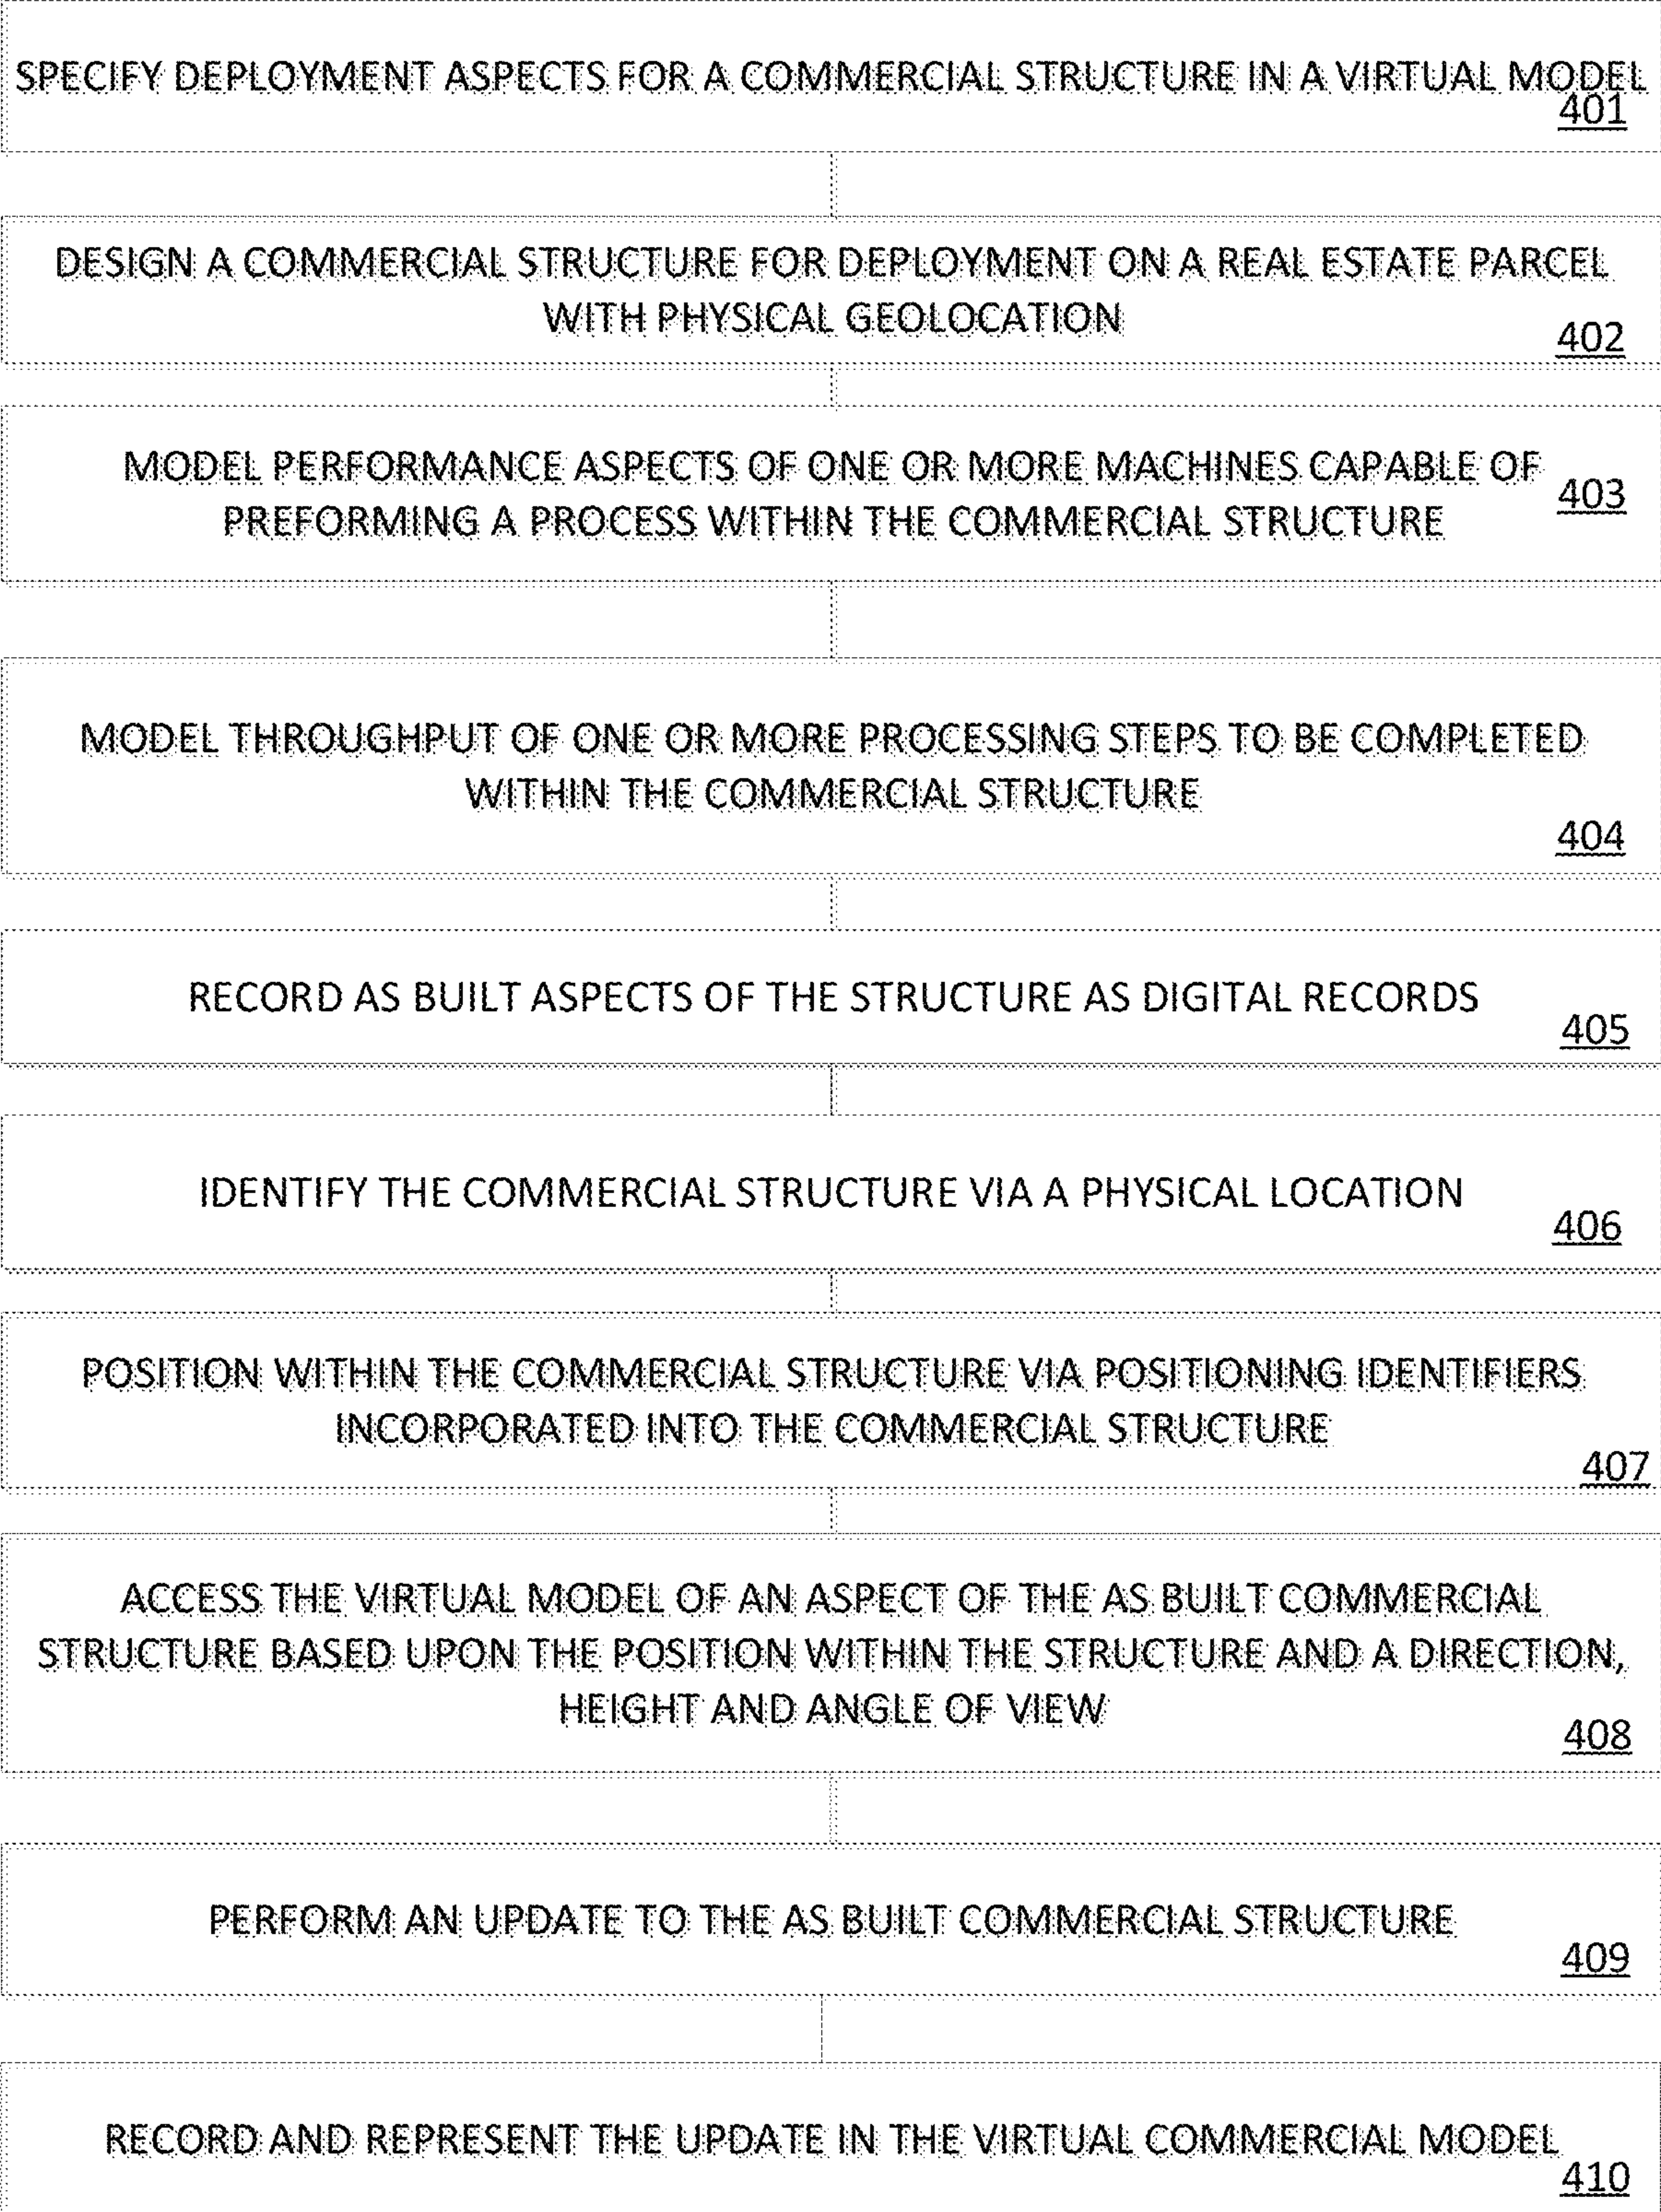 SPECIFY DEPLOYMENT ASPECTS FOR A COMMERCIAL STRUCTURE IN A VIRTUAL MODEL
401
DESIGN A COMMERCIAL STRUCTURE FOR DEPLOYMENT ON A REAL ESTATE PARCEL
WITH PHYSICAL GEOLOCATION
402
MODEL PERFORMANCE ASPECTS OF ONE OR MORE MACHINES CAPABLE OF
403
PREFORMING A PROCESS WITHIN THE COMMERCIAL STRUCTURE
MODEL THROUGHPUT OF ONE OR MORE PROCESSING STEPS TO BE COMPLETED
WITHIN THE COMMERCIAL STRUCTURE
404
RECORD AS BUILT ASPECTS OF THE STRUCTURE AS DIGITAL RECORDS
405
IDENTIFY THE COMMERCIAL STRUCTURE VIA A PHYSICAL LOCATION
406
POSITION WITHIN THE COMMERCIAL STRUCTURE VIA POSITIONING IDENTIFIERS
INCORPORATED INTO THE COMMERCIAL STRUCTURE
407
ACCESS THE VIRTUAL MODEL OF AN ASPECT OF THE AS BUILT COMMERCIAL
STRUCTURE BASED UPON THE POSITION WITHIN THE STRUCTURE AND A DIRECTION,
HEIGHT AND ANGLE OF VIEW
408
PERFORM AN UPDATE TO THE AS BUILT COMMERCIAL STRUCTURE
409
RECORD AND REPRESENT THE UPDATE IN THE VIRTUAL COMMERCIAL MODEL
410